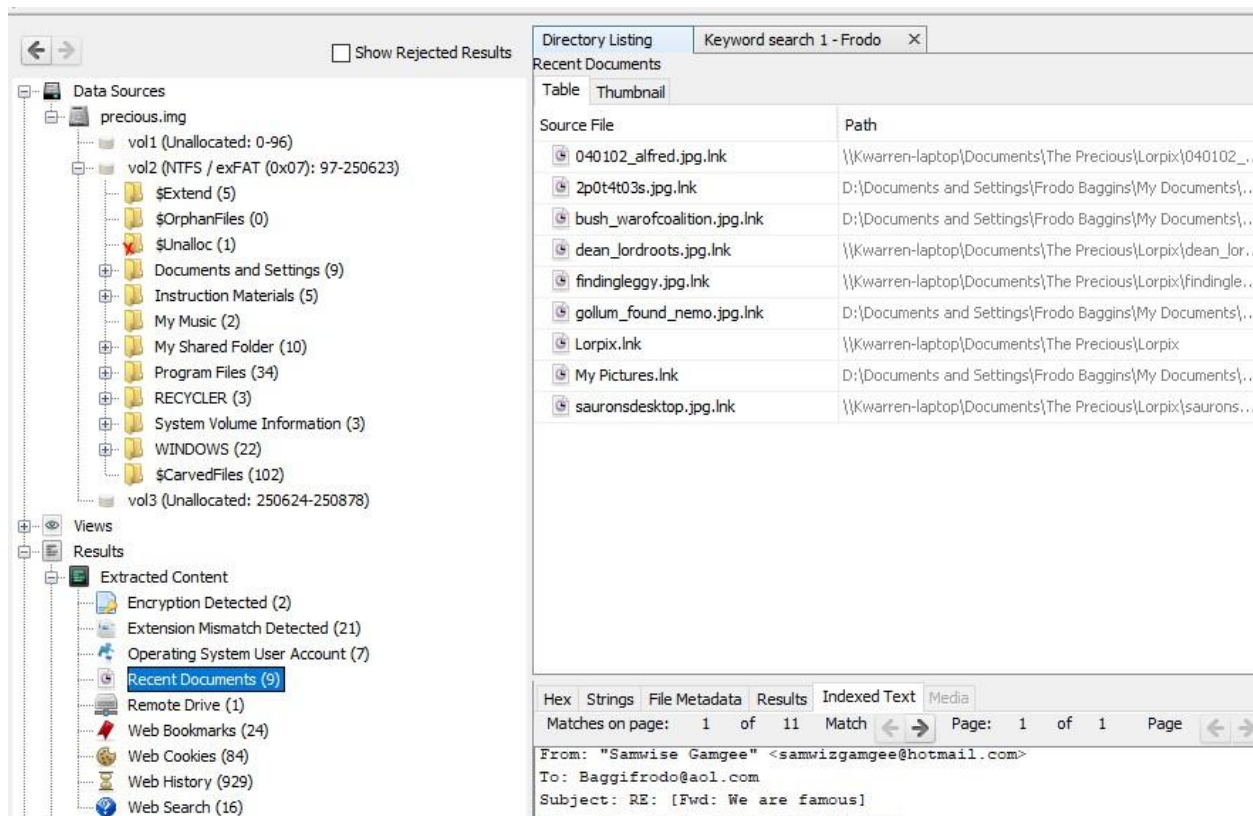 Show Rejected Results
Data Sources
precious.img
vol1 (Unallocated: 0-96)
vol2 (NTFS / exFAT (0x07): 97-250623)
$Extend (5)
$OrphanFiles (0)
$Unalloc (1)
Documents and Settings (9)
Instruction Materials (5)
My Music (2)
My Shared Folder (10)
Program Files (34)
RECYCLER (3)
System Volume Information (3)
WINDOWS (22)
$CarvedFiles (102)
vol3 (Unallocated: 250624-250878)
Views
Results
Extracted Content
Encryption Detected (2)
Extension Mismatch Detected (21)
Operating System User Account (7)
Recent Documents (9)
Remote Drive (1)
Web Bookmarks (24)
Web Cookies (84)
Web History (929)
Web Search (16)
Directory Listing Keyword search 1 - Frodo X
Recent Documents
Table Thumbnail
Source File Path
040102_alfred.jpg.lnk \\Kwarren-laptop\Documents\The Precious\Lorpix\040102_...
2p0t4t03s.jpg.lnk D:\Documents and Settings\Frodo Baggins\My Documents\...
bush_warofcoalition.jpg.lnk D:\Documents and Settings\Frodo Baggins\My Documents\...
dean_lordroots.jpg.lnk \\Kwarren-laptop\Documents\The Precious\Lorpix\dean_lor...
findingleggy.jpg.lnk \\Kwarren-laptop\Documents\The Precious\Lorpix\findingle...
gollum_found_nemo.jpg.lnk D:\Documents and Settings\Frodo Baggins\My Documents\...
Lorpix.lnk \\Kwarren-laptop\Documents\The Precious\Lorpix
My Pictures.lnk D:\Documents and Settings\Frodo Baggins\My Documents\...
sauronsdesktop.jpg.lnk \\Kwarren-laptop\Documents\The Precious\Lorpix\saurons...
Hex Strings File Metadata Results Indexed Text Media
Matches on page: 1 of 11 Match Page: 1 of 1 Page
From: "Samwise Gamgee" <samwizgamgee@hotmail.com>
To: Baggifrodo@aol.com
Subject: RE: [Fwd: We are famous]